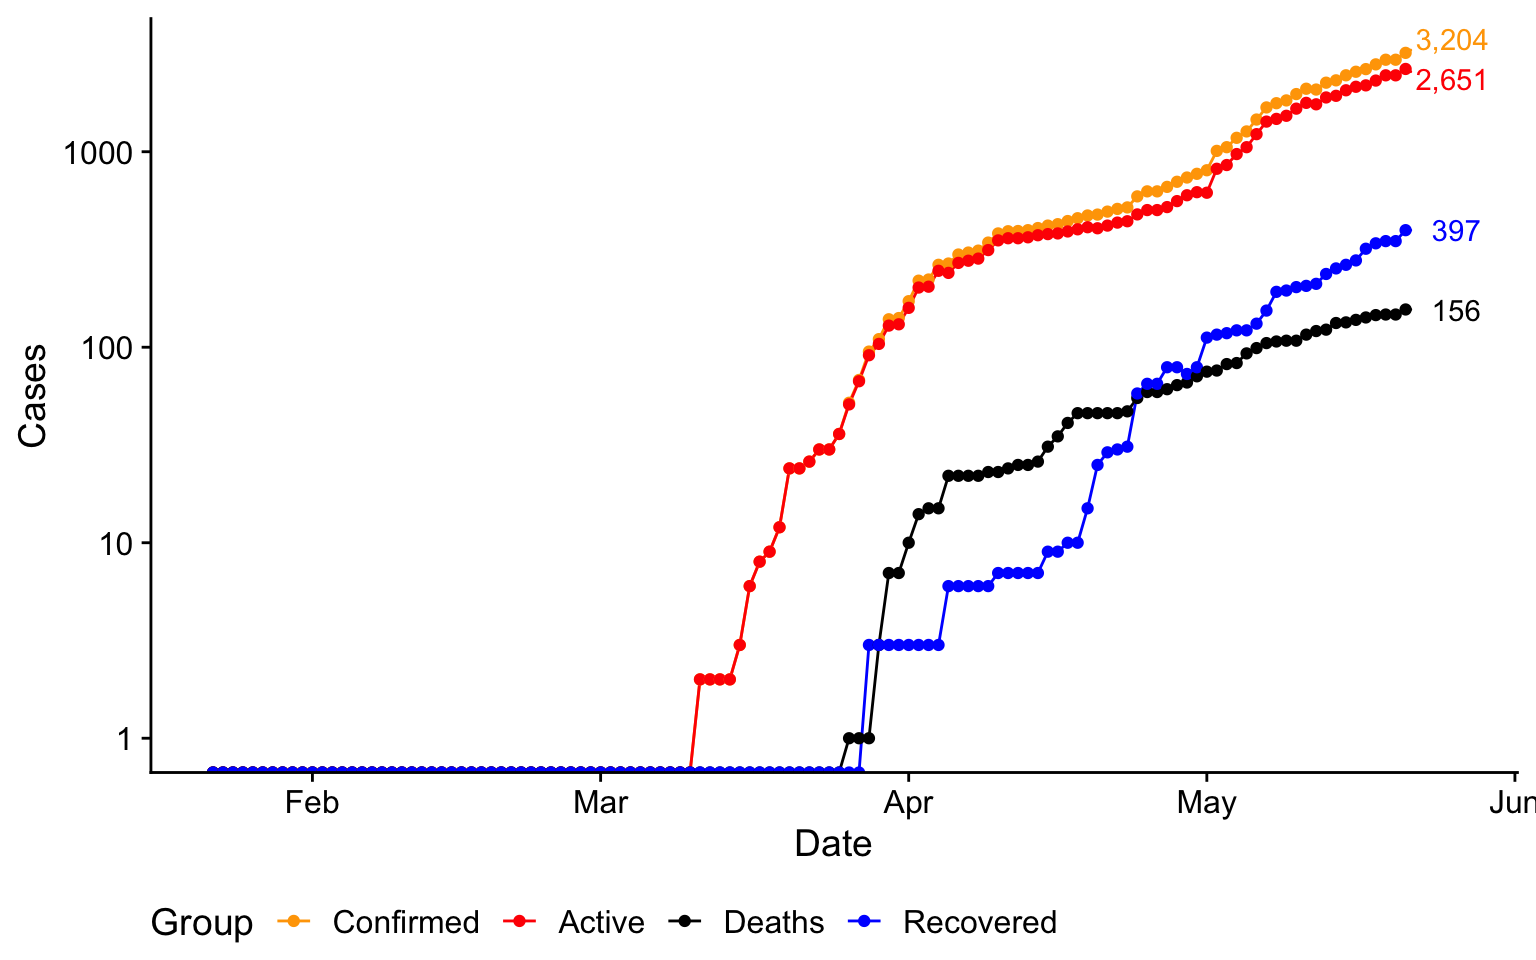 3,204
2,651
1000
397
156
100
Cases
10
1
Feb Mar Apr May Jun
Date
Group Confirmed Active Deaths Recovered